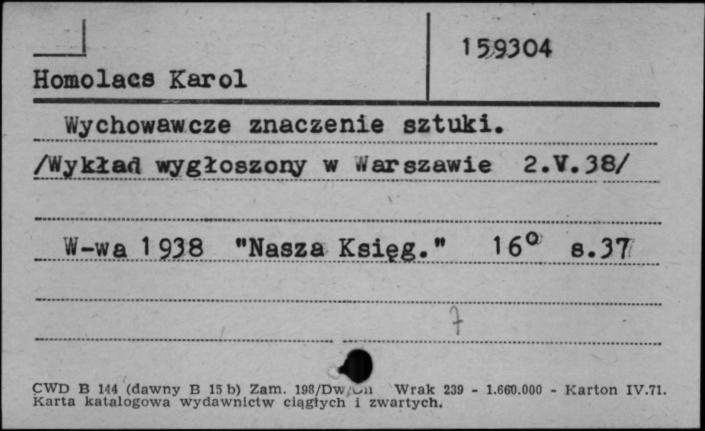 159304
Homolacs Karol
Wychowawcze znaczenie sztuki.
/Wykład wygłoszony w Warszawie 2.V.38/
W-wa 1938 "Nasza Księg." 16° s.37
7
CWD B 144 (dawny B 15 b) Zam. 198/Dw/Ch Wrak 239 - 1.660.000 - Karton IV.71.
Karta katalogowa wydawnictw ciągłych i zwartych.